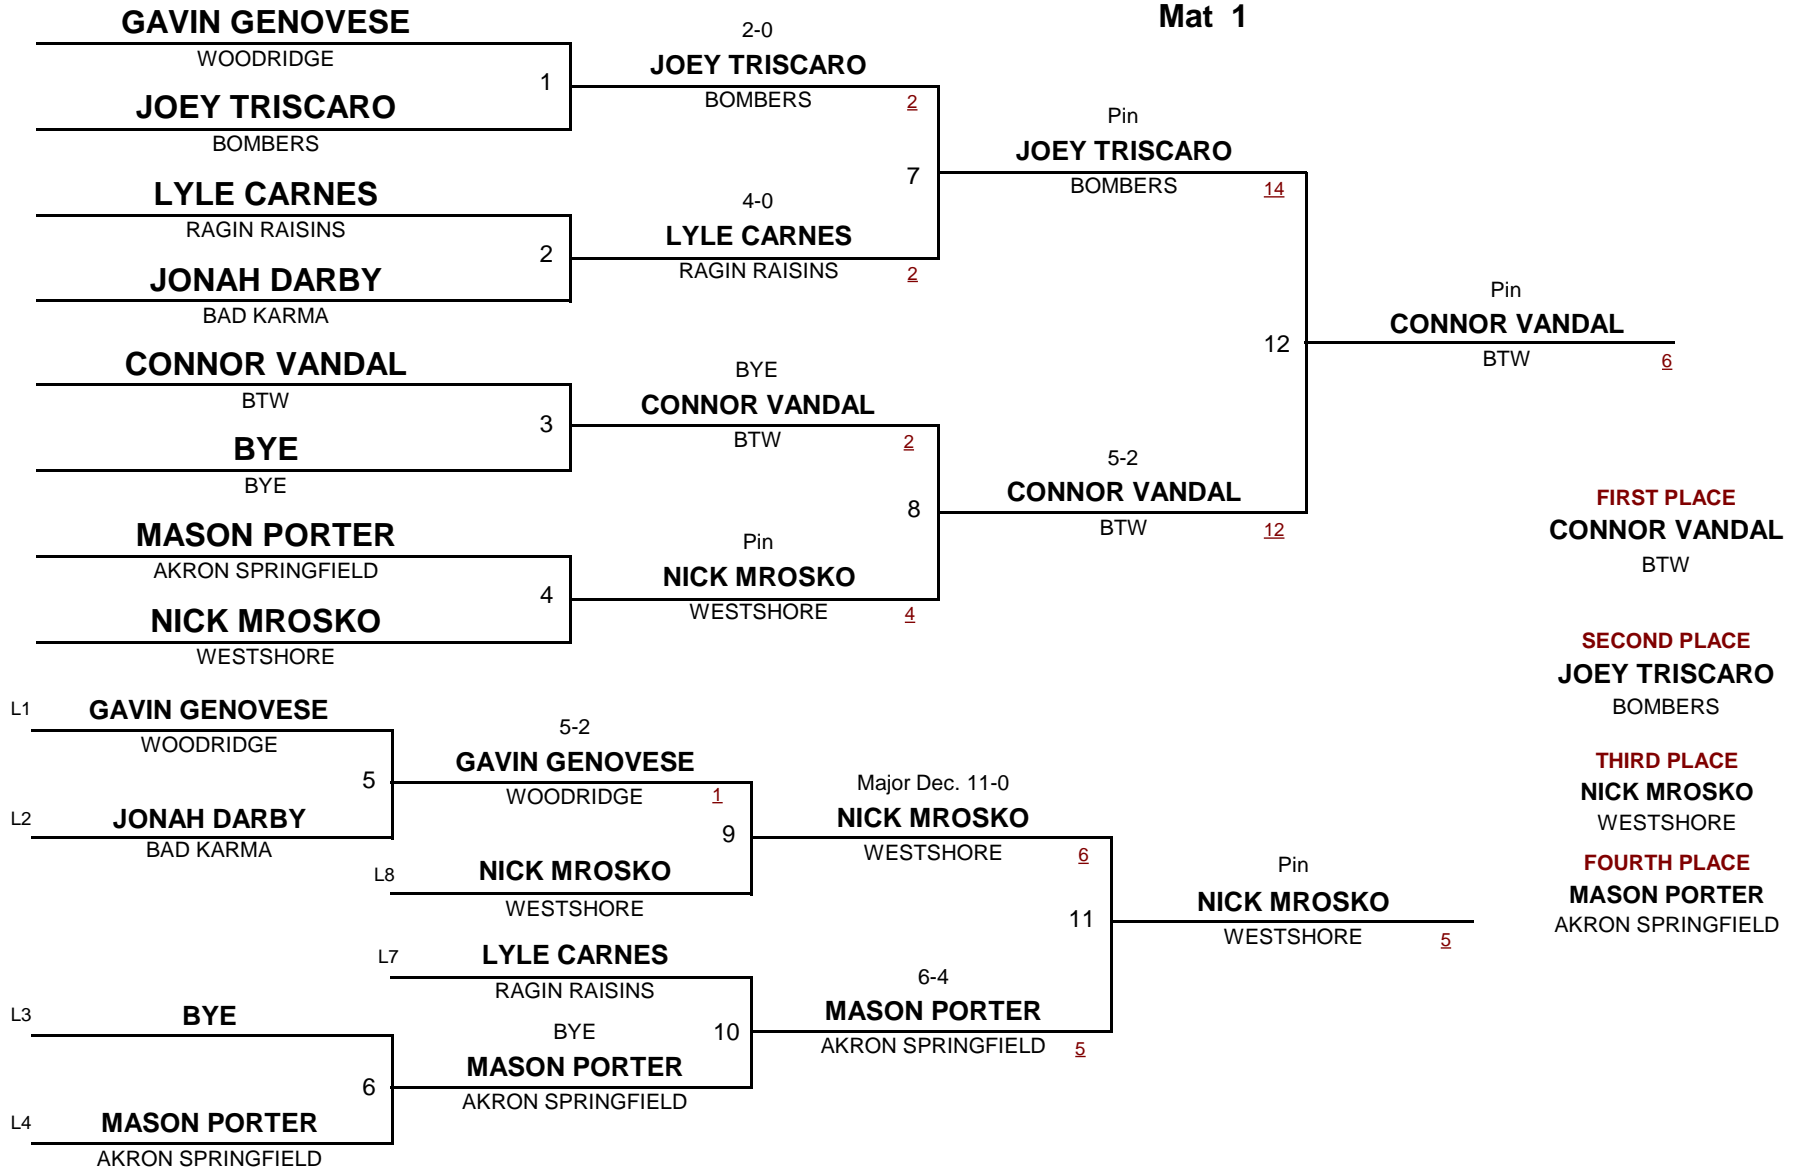 Mat 1
GAVIN GENOVESE
WOODRIDGE
1
JOEY TRISCARO
BOMBERS
LYLE CARNES
RAGIN RAISINS
2
JONAH DARBY
BAD KARMA
CONNOR VANDAL
BTW
3
BYE
BYE
MASON PORTER
AKRON SPRINGFIELD
4
NICK MROSKO
WESTSHORE
2-0
JOEY TRISCARO
BOMBERS 2
7
4-0
LYLE CARNES
RAGIN RAISINS 2
BYE
CONNOR VANDAL
BTW 2
8
Pin
NICK MROSKO
WESTSHORE 4
Pin
JOEY TRISCARO
BOMBERS 14
12
5-2
CONNOR VANDAL
BTW 12
Pin
CONNOR VANDAL
BTW 6
FIRST PLACE
CONNOR VANDAL
BTW
SECOND PLACE
JOEY TRISCARO
BOMBERS
THIRD PLACE
NICK MROSKO
WESTSHORE
FOURTH PLACE
MASON PORTER
AKRON SPRINGFIELD
L1 GAVIN GENOVESE
WOODRIDGE
5
L2 JONAH DARBY
BAD KARMA
L3 BYE
6
L4 MASON PORTER
AKRON SPRINGFIELD
5-2
GAVIN GENOVESE
WOODRIDGE 1
9
L8 NICK MROSKO
WESTSHORE
L7 LYLE CARNES
RAGIN RAISINS
BYE 10
MASON PORTER
AKRON SPRINGFIELD
Major Dec. 11-0
NICK MROSKO
WESTSHORE 6
11
6-4
MASON PORTER
AKRON SPRINGFIELD 5
Pin
NICK MROSKO
WESTSHORE 5